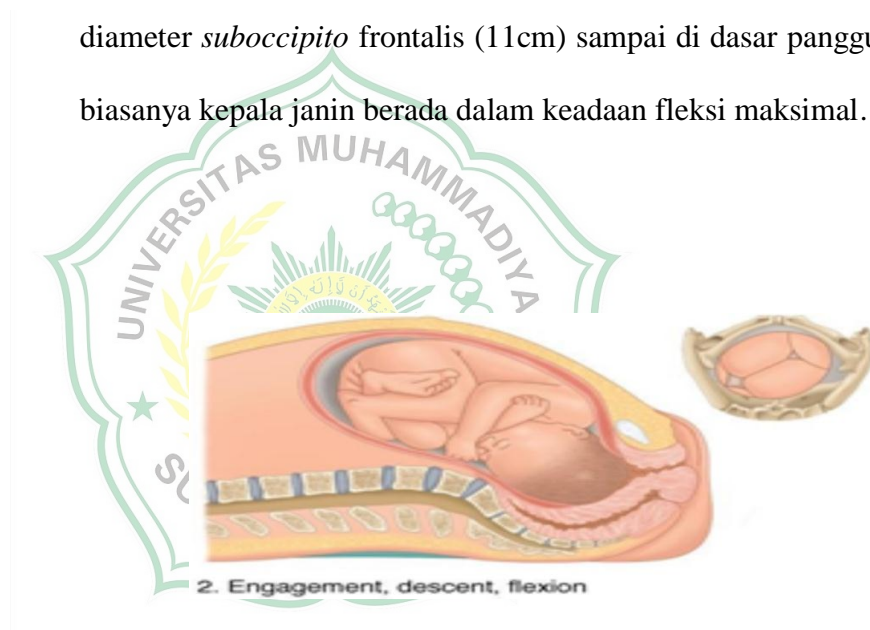 diameter suboccipito frontalis (11cm) sampai di dasar panggu
biasanya kepala janin berada dalam keadaan fleksi maksimal.
UNIVERSITAS MUHAMMADIYA
2. Engagement, descent, flexion